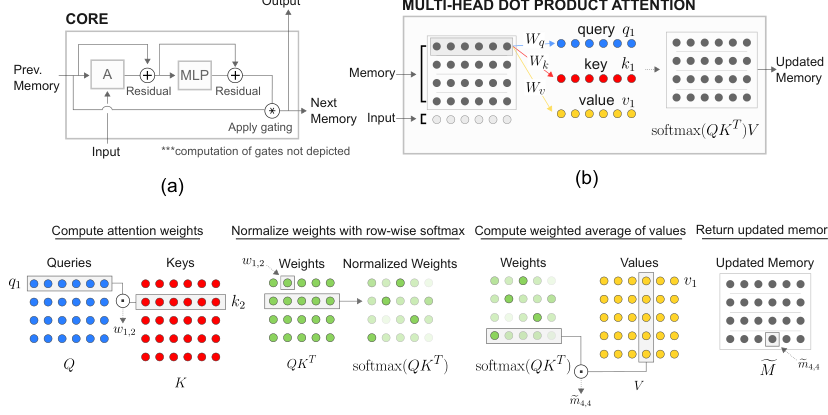 Output
CORE
Prev.
Memory
A
+
MLP
+
Residual
Residual
*
Next
Memory
Apply gating
Input
***computation of gates not depicted
(a)
MULTI-HEAD DOT PRODUCT ATTENTION
Memory
Input
W_q
W_k
W_v
query q_1
key k_1
value v_1
softmax(QK^T)V
Updated
Memory
(b)
Compute attention weights
Queries
Keys
q_1
k_2
w_{1,2}
Q
K
Normalize weights with row-wise softmax
w_{1,2}
Weights
Normalized Weights
QK^T
softmax(QK^T)
Compute weighted average of values
Weights
Values
v_1
softmax(QK^T)
V
\widetilde{m}_{4,4}
Return updated memor
Updated Memory
\widetilde{m}_{4,4}
\widetilde{M}